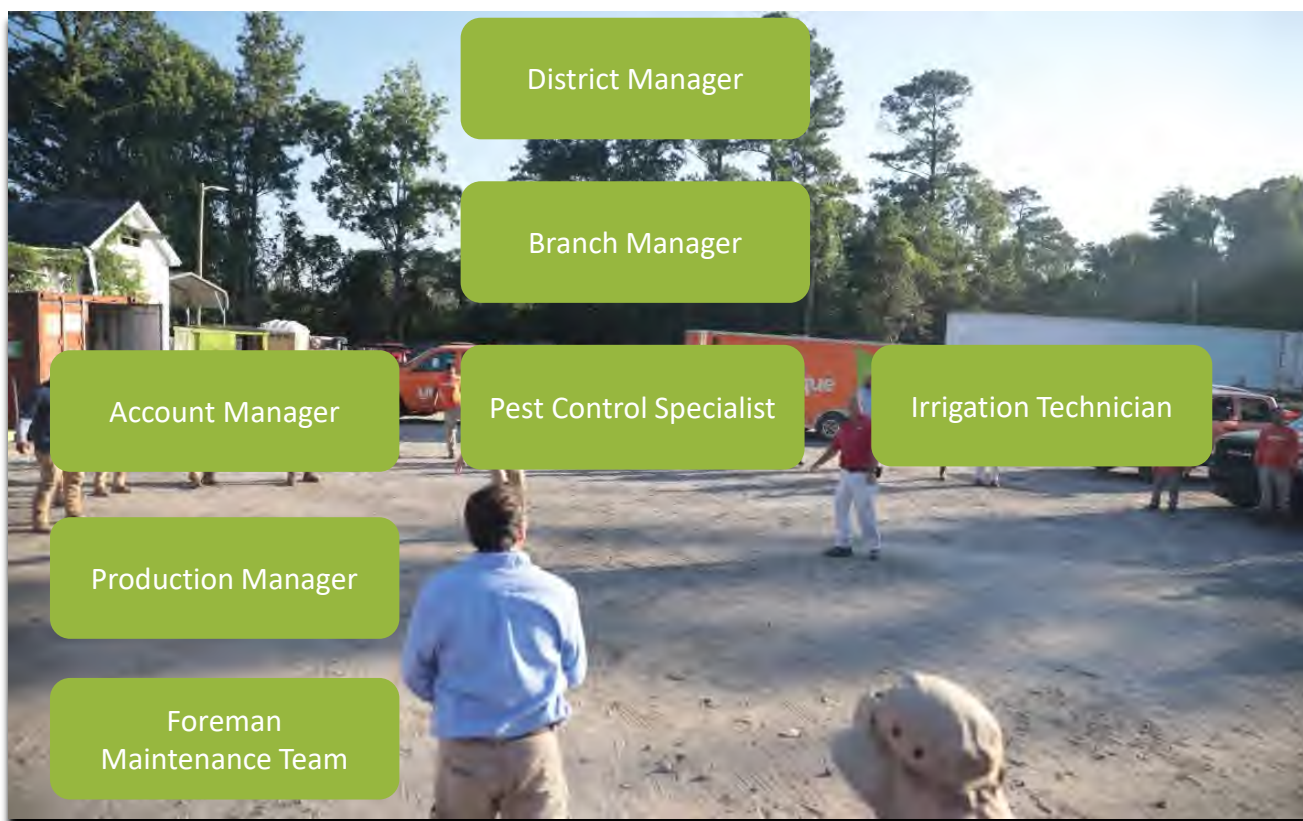 District Manager
Branch Manager
Account Manager
Pest Control Specialist
Irrigation Technician
Production Manager
Foreman
Maintenance Team